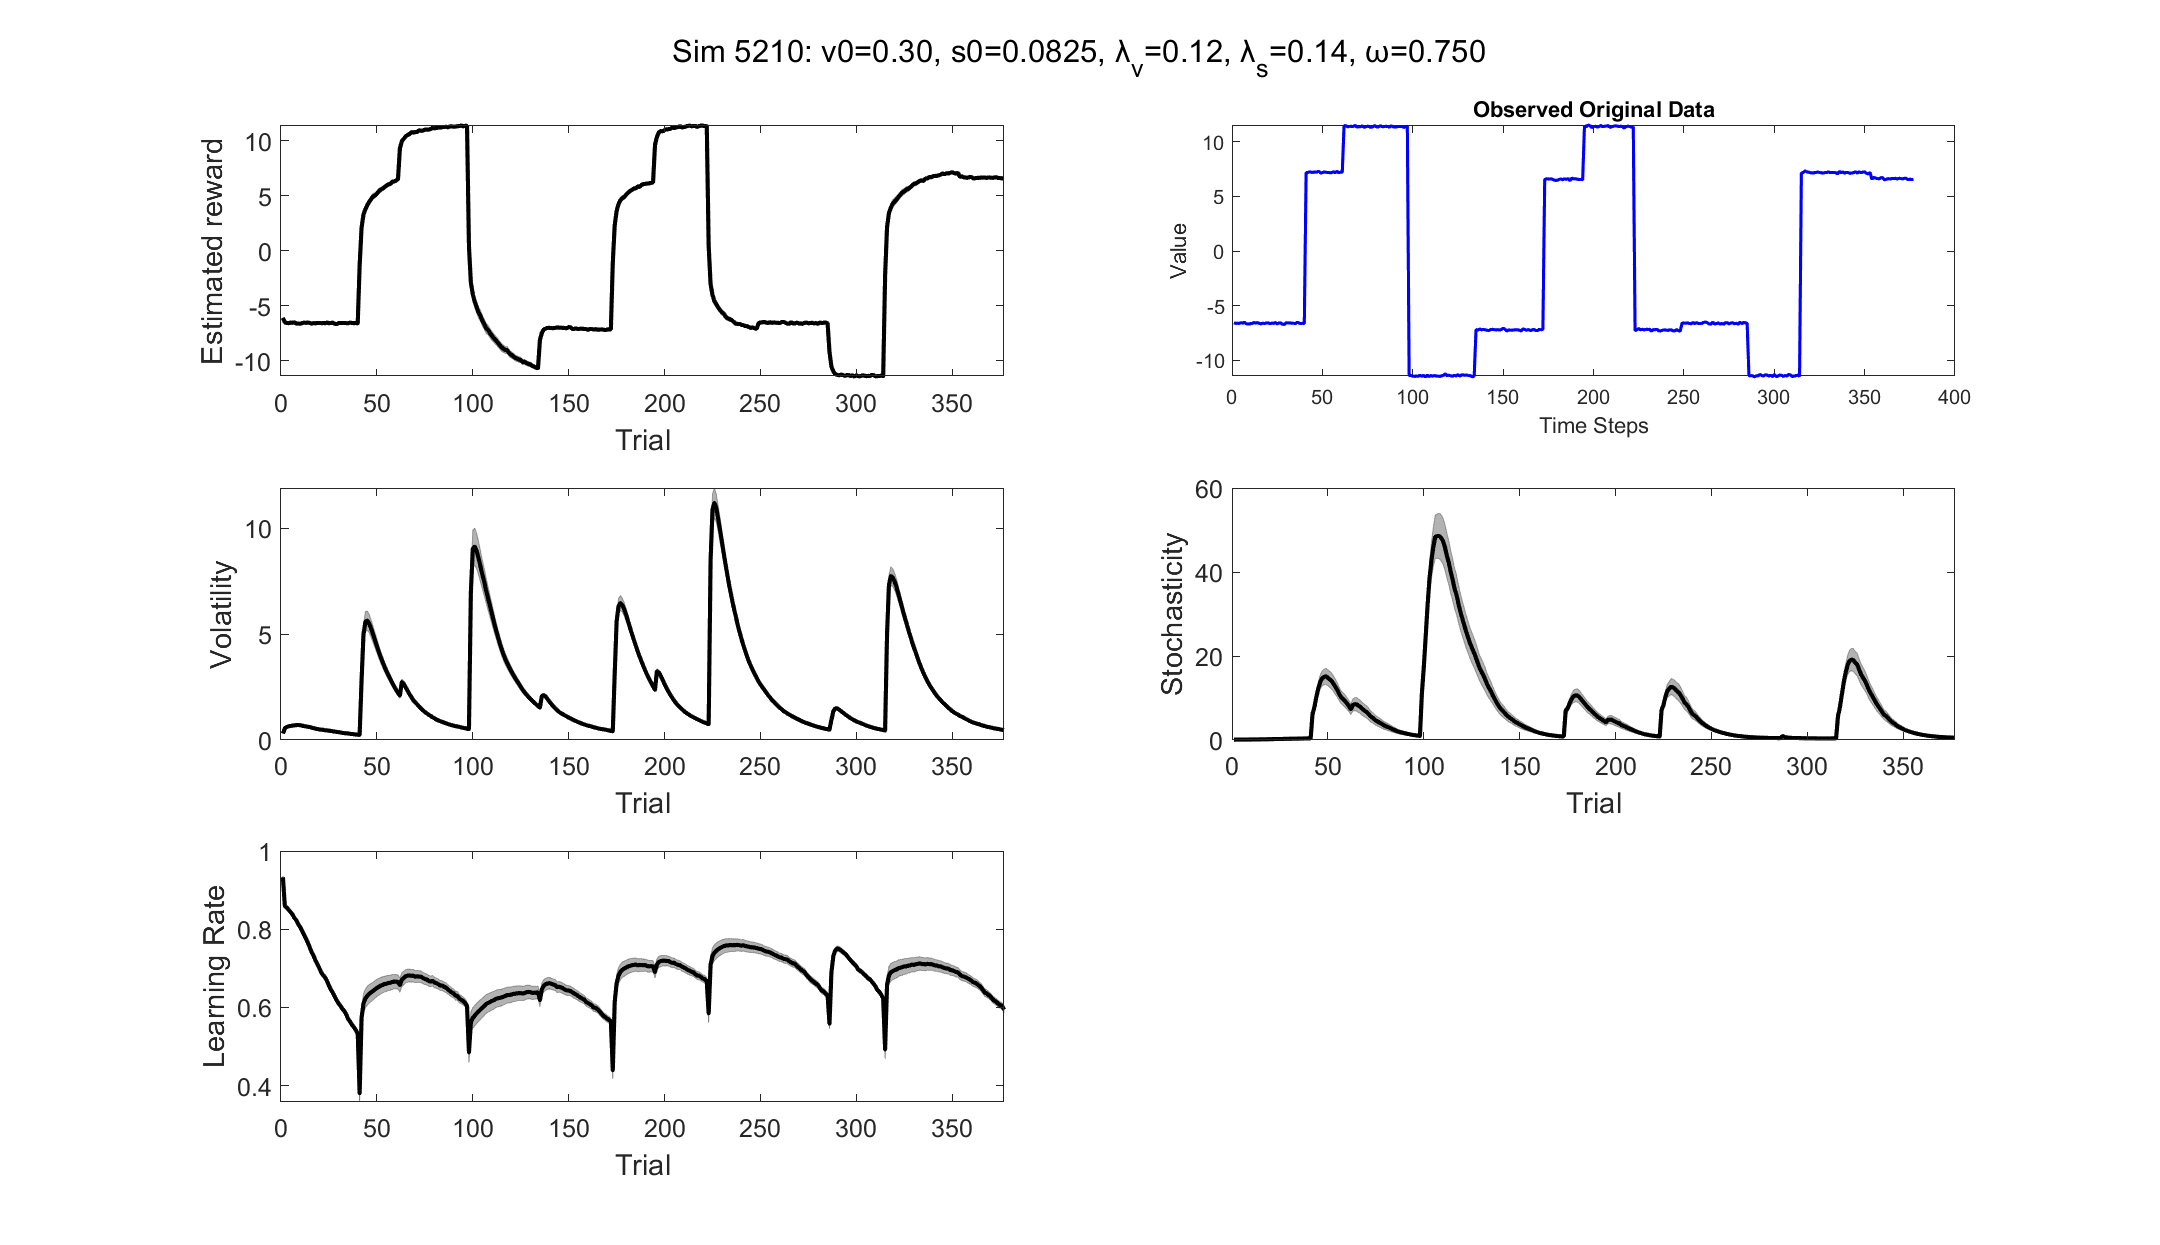 Sim 5210: v0=0.30, s0=0.0825, λv=0.12, λs=0.14, ω=0.750
Estimated reward
10
5
0
-5
-10
0 50 100 150 200 250 300 350
Trial
Observed Original Data
Value
10
5
0
-5
-10
0 50 100 150 200 250 300 350 400
Time Steps
Volatility
10
5
0
0 50 100 150 200 250 300 350
Trial
Stochasticity
60
40
20
0
0 50 100 150 200 250 300 350
Trial
Learning Rate
1
0.8
0.6
0.4
0 50 100 150 200 250 300 350
Trial